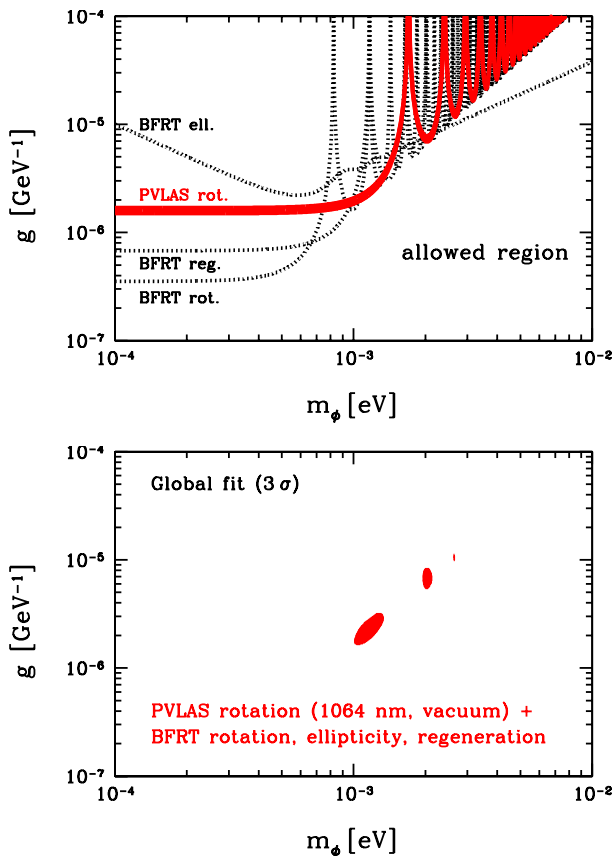 10⁻⁴
10⁻⁵
10⁻⁶
10⁻⁷
g [GeV⁻¹]
BFRT ell.
PVLAS rot.
BFRT reg.
BFRT rot.
allowed region
10⁻⁴ 10⁻³ 10⁻²
m_ϕ [eV]
10⁻⁴
10⁻⁵
10⁻⁶
10⁻⁷
g [GeV⁻¹]
Global fit (3 σ)
PVLAS rotation (1064 nm, vacuum) +
BFRT rotation, ellipticity, regeneration
10⁻⁴ 10⁻³ 10⁻²
m_ϕ [eV]